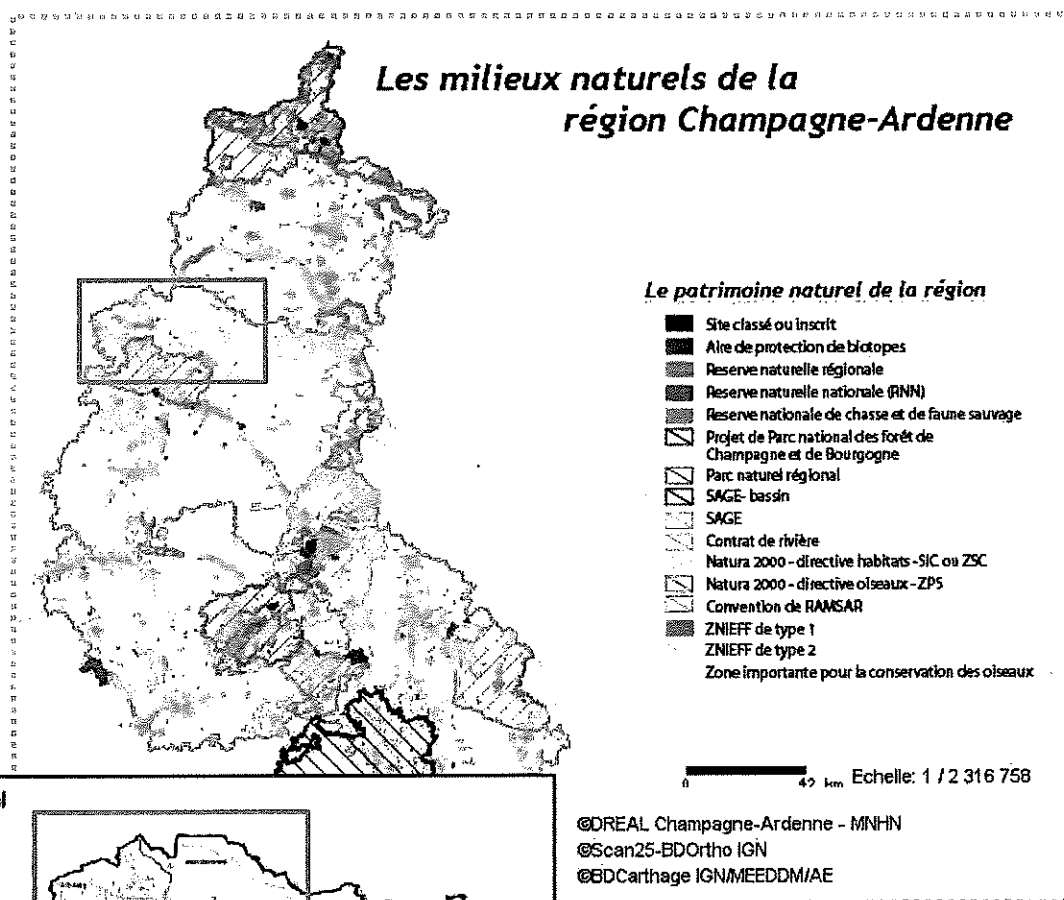 Les milieux naturels de la
région Champagne-Ardenne
Le patrimoine naturel de la région
Site classé ou inscrit
Aire de protection de biotopes
Reserve naturelle régionale
Reserve naturelle nationale (RNN)
Reserve nationale de chasse et de faune sauvage
Projet de Parc national des forêt de
Champagne et de Bourgogne
Parc naturel régional
SAGE- bassin
SAGE
Contrat de rivière
Natura 2000 - directive habitats -SIC ou ZSC
Natura 2000 - directive oiseaux - ZPS
Convention de RAMSAR
ZNIEFF de type 1
ZNIEFF de type 2
Zone importante pour la conservation des oiseaux
0 42 km Echelle: 1 / 2 316 758
©DREAL Champagne-Ardenne - MNHN
©Scan25-BDOrtho IGN
©BDCarthage IGN/MEEDDM/AE